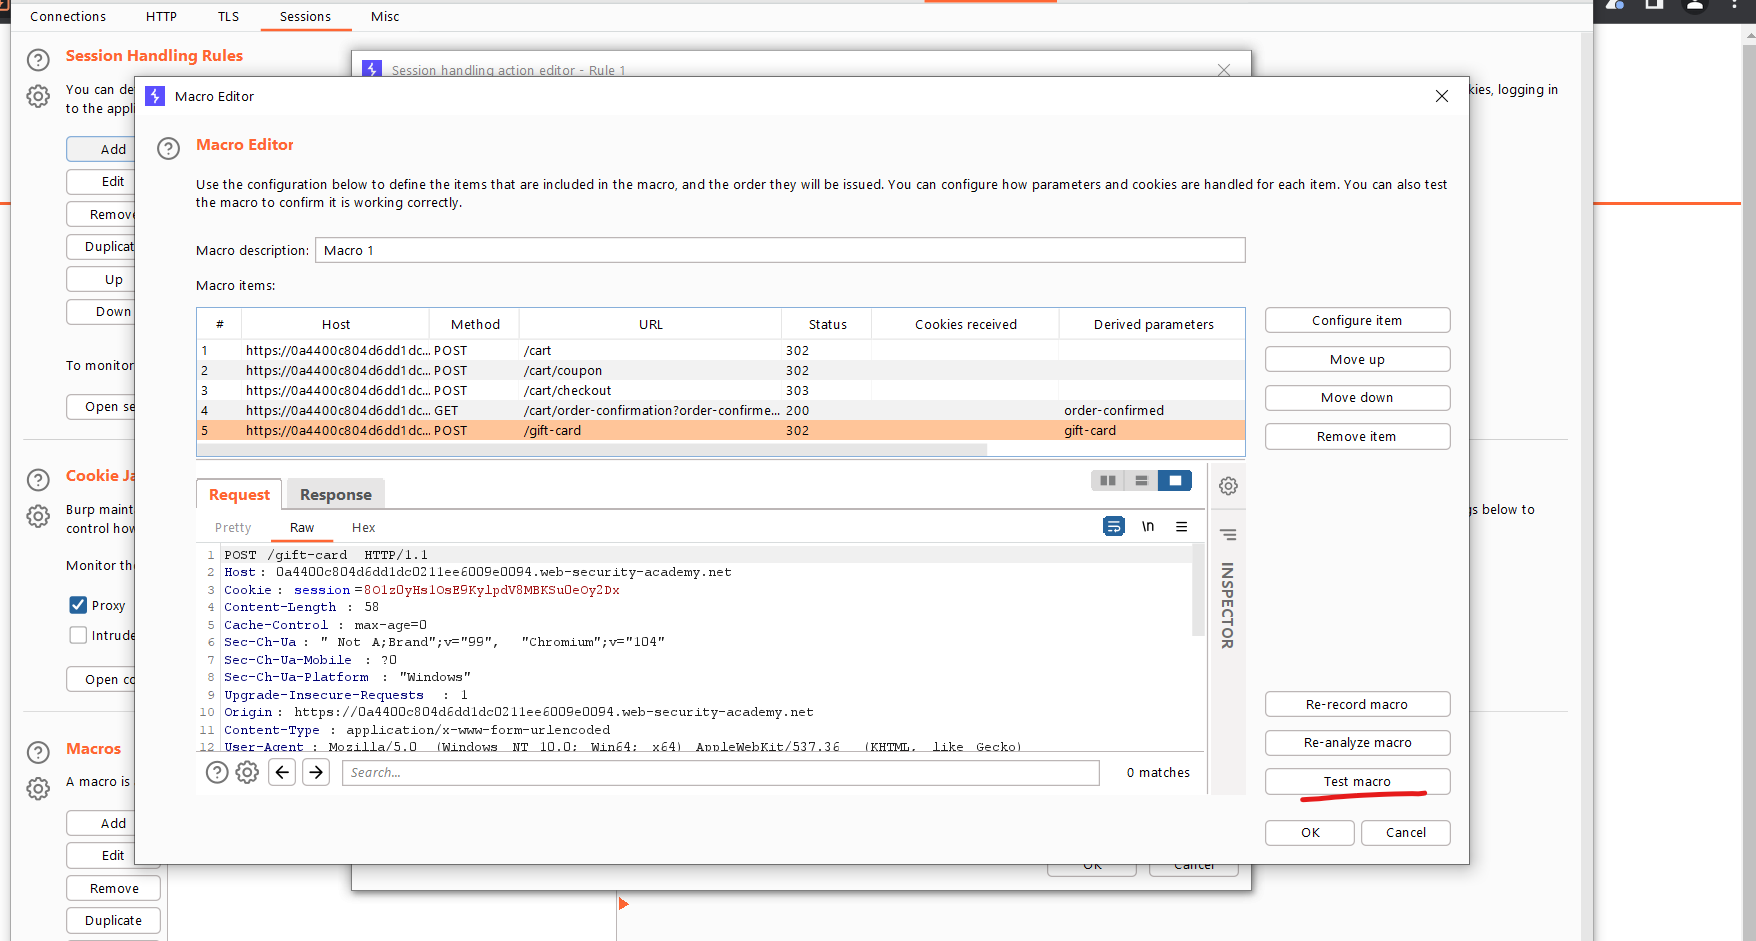 Connections HTTP TLS Sessions Misc
Session Handling Rules
You can de
to the appli
kies, logging in
Add
Edit
Remove
Duplicat
Up
Down
To monitor
Open se
Cookie Ja
Burp maint
control how
gs below to
Monitor the
Proxy
Intrude
Open co
Macros
A macro is
Add
Edit
Remove
Duplicate
Session handling action editor - Rule 1
Macro Editor
Macro Editor
Use the configuration below to define the items that are included in the macro, and the order they will be issued. You can configure how parameters and cookies are handled for each item. You can also test
the macro to confirm it is working correctly.
Macro description: Macro 1
Macro items:
# Host Method URL Status Cookies received Derived parameters
1 https://0a4400c804d6dd1dc... POST /cart 302
2 https://0a4400c804d6dd1dc... POST /cart/coupon 302
3 https://0a4400c804d6dd1dc... POST /cart/checkout 303
4 https://0a4400c804d6dd1dc... GET /cart/order-confirmation?order-confirme... 200 order-confirmed
5 https://0a4400c804d6dd1dc... POST /gift-card 302 gift-card
Configure item
Move up
Move down
Remove item
Request Response
Pretty Raw Hex
\n
1 POST /gift-card HTTP/1.1
2 Host: 0a4400c804d6dd1dc0211ee6009e0094.web-security-academy.net
3 Cookie: session=8O1zOyHs1OsE9KylpdV8MBKSuOeOy2Dx
4 Content-Length : 58
5 Cache-Control : max-age=0
6 Sec-Ch-Ua : " Not A;Brand";v="99", "Chromium";v="104"
7 Sec-Ch-Ua-Mobile : ?0
8 Sec-Ch-Ua-Platform : "Windows"
9 Upgrade-Insecure-Requests : 1
10 Origin : https://0a4400c804d6dd1dc0211ee6009e0094.web-security-academy.net
11 Content-Type : application/x-www-form-urlencoded
12 User-Agent : Mozilla/5.0 (Windows NT 10.0; Win64; x64) AppleWebKit/537.36 (KHTML, like Gecko)
INSPECTOR
Search...
0 matches
Re-record macro
Re-analyze macro
Test macro
OK Cancel
OK Cancel